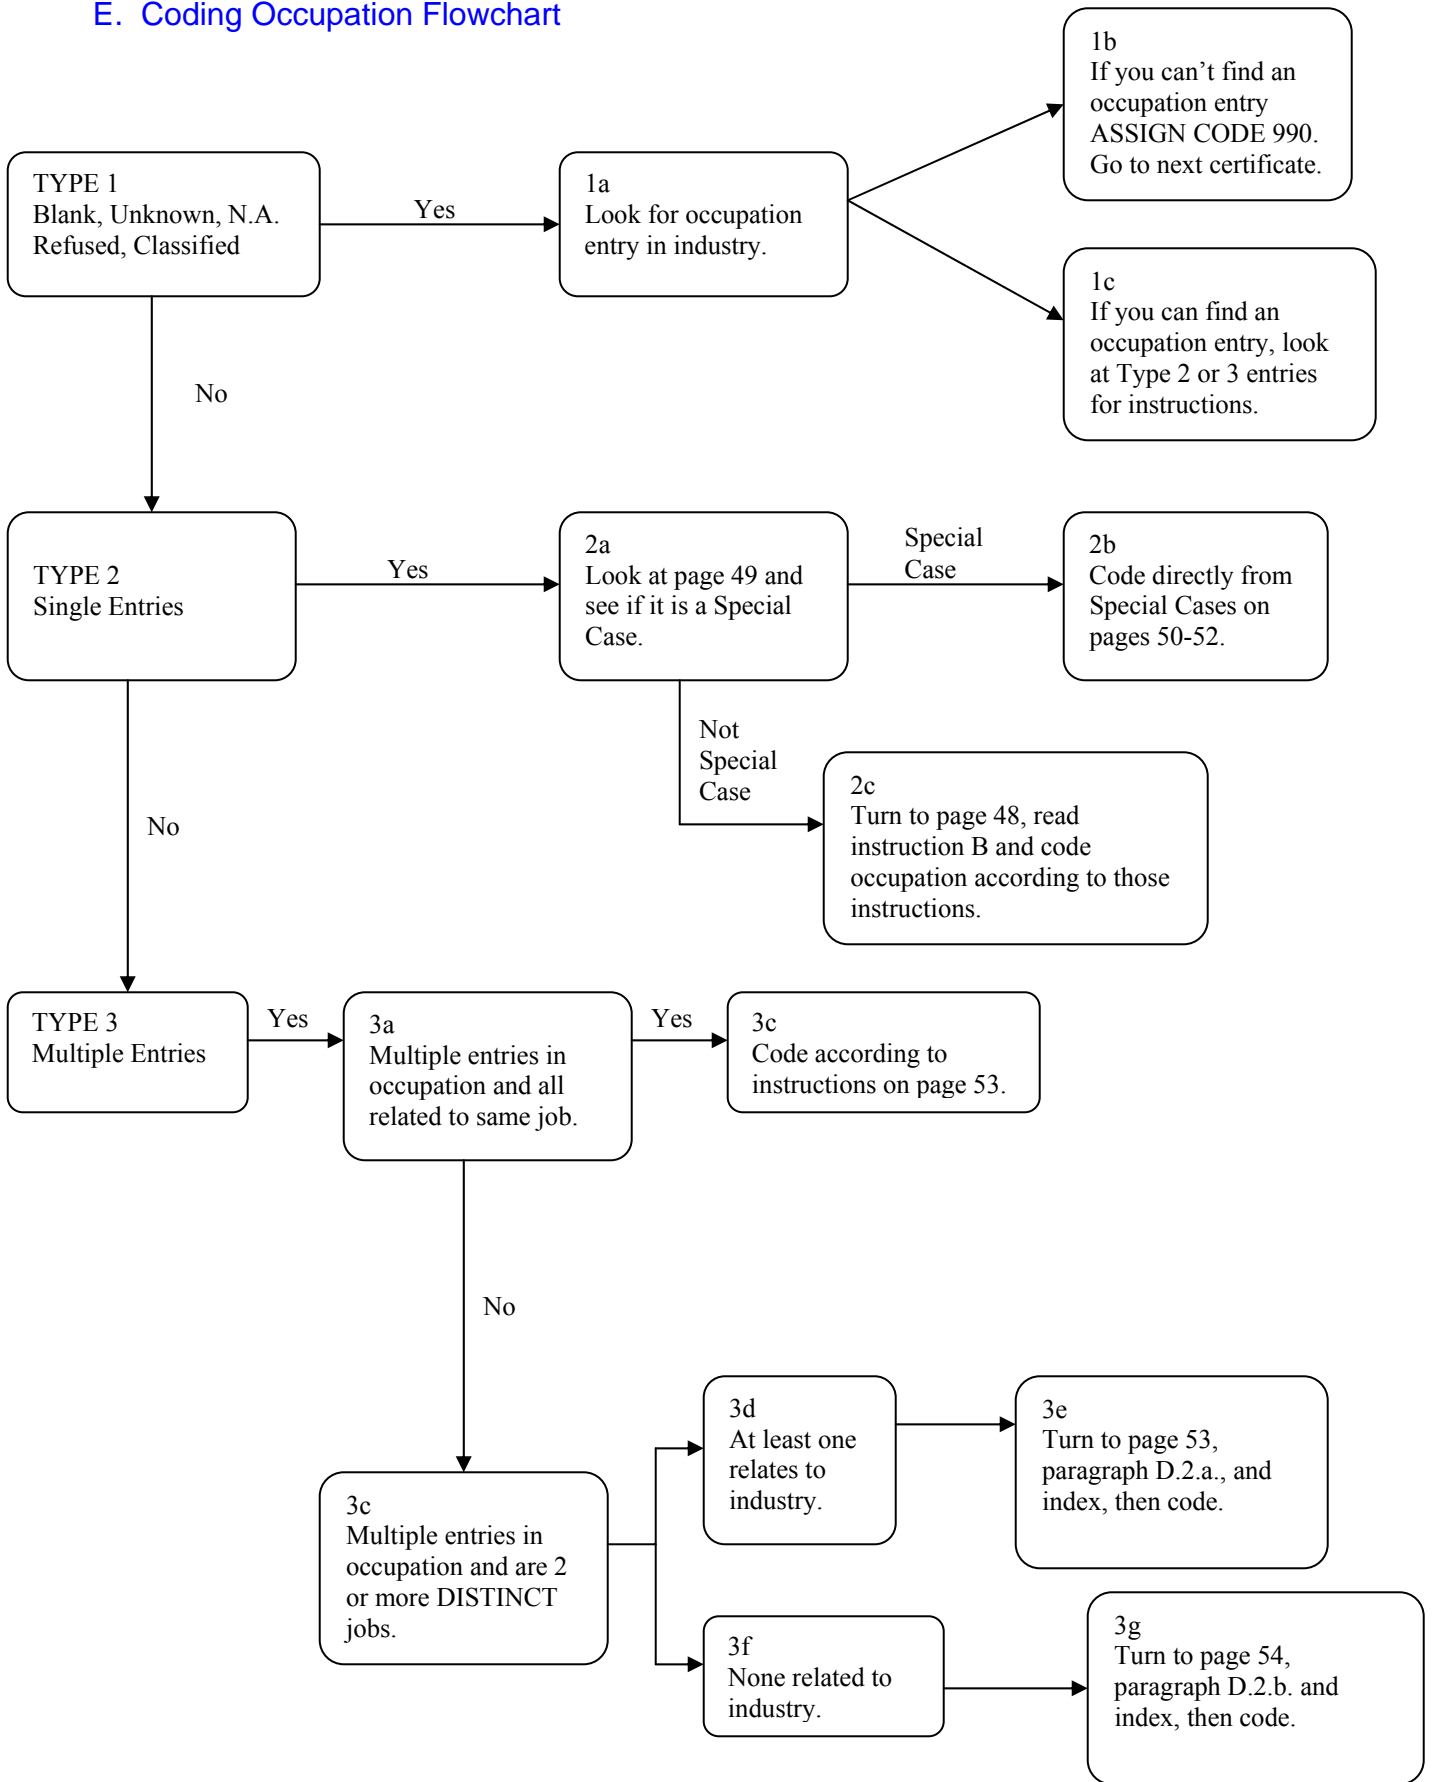 E. Coding Occupation Flowchart
1b
If you can't find an
occupation entry
ASSIGN CODE 990.
Go to next certificate.
TYPE 1
Blank, Unknown, N.A.
Refused, Classified
Yes
1a
Look for occupation
entry in industry.
1c
If you can find an
occupation entry, look
at Type 2 or 3 entries
for instructions.
No
TYPE 2
Single Entries
Yes
2a
Look at page 49 and
see if it is a Special
Case.
Special
Case
2b
Code directly from
Special Cases on
pages 50-52.
Not
Special
Case
2c
Turn to page 48, read
instruction B and code
occupation according to those
instructions.
No
TYPE 3
Multiple Entries
Yes
3a
Multiple entries in
occupation and all
related to same job.
Yes
3c
Code according to
instructions on page 53.
No
3c
Multiple entries in
occupation and are 2
or more DISTINCT
jobs.
3d
At least one
relates to
industry.
3e
Turn to page 53,
paragraph D.2.a., and
index, then code.
3f
None related to
industry.
3g
Turn to page 54,
paragraph D.2.b. and
index, then code.